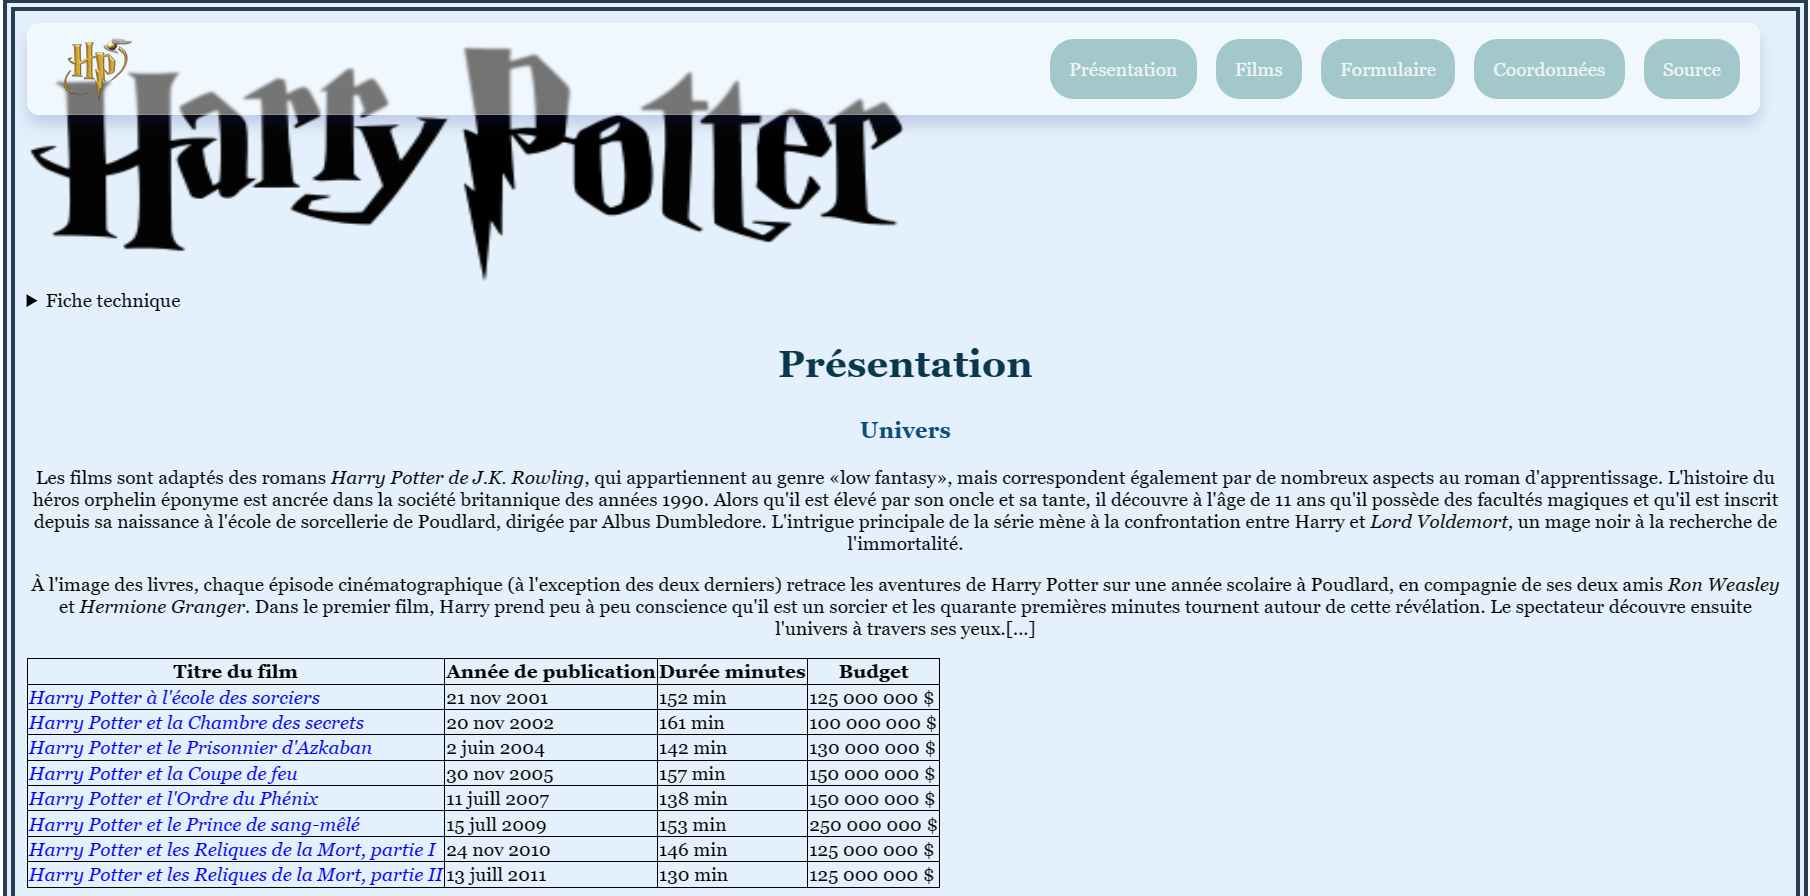 Hp
Présentation Films Formulaire Coordonnées Source
Harry Potter
Fiche technique
Présentation
Univers
Les films sont adaptés des romans Harry Potter de J.K. Rowling, qui appartiennent au genre «low fantasy», mais correspondent également par de nombreux aspects au roman d'apprentissage. L'histoire du
héros orphelin éponyme est ancrée dans la société britannique des années 1990. Alors qu'il est élevé par son oncle et sa tante, il découvre à l'âge de 11 ans qu'il possède des facultés magiques et qu'il est inscrit
depuis sa naissance à l'école de sorcellerie de Poudlard, dirigée par Albus Dumbledore. L'intrigue principale de la série mène à la confrontation entre Harry et Lord Voldemort, un mage noir à la recherche de
l'immortalité.
À l'image des livres, chaque épisode cinématographique (à l'exception des deux derniers) retrace les aventures de Harry Potter sur une année scolaire à Poudlard, en compagnie de ses deux amis Ron Weasley
et Hermione Granger. Dans le premier film, Harry prend peu à peu conscience qu'il est un sorcier et les quarante premières minutes tournent autour de cette révélation. Le spectateur découvre ensuite
l'univers à travers ses yeux.[...]
Titre du film Année de publication Durée minutes Budget
Harry Potter à l'école des sorciers 21 nov 2001 152 min 125 000 000 $
Harry Potter et la Chambre des secrets 20 nov 2002 161 min 100 000 000 $
Harry Potter et le Prisonnier d'Azkaban 2 juin 2004 142 min 130 000 000 $
Harry Potter et la Coupe de feu 30 nov 2005 157 min 150 000 000 $
Harry Potter et l'Ordre du Phénix 11 juill 2007 138 min 150 000 000 $
Harry Potter et le Prince de sang-mêlé 15 jull 2009 153 min 250 000 000 $
Harry Potter et les Reliques de la Mort, partie I 24 nov 2010 146 min 125 000 000 $
Harry Potter et les Reliques de la Mort, partie II 13 juill 2011 130 min 125 000 000 $